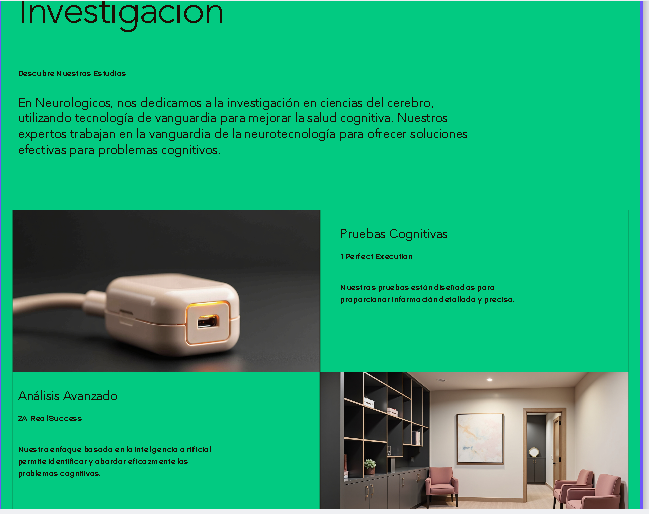 Investigación
Descubre Nuestros Estudios
En Neurologicos, nos dedicamos a la investigación en ciencias del cerebro,
utilizando tecnología de vanguardia para mejorar la salud cognitiva. Nuestros
expertos trabajan en la vanguardia de la neurotecnología para ofrecer soluciones
efectivas para problemas cognitivos.
Pruebas Cognitivas
1 Perfect Execution
Nuestras pruebas están diseñadas para
proporcionar información detallada y precisa.
Análisis Avanzado
2A Real Success
Nuestro enfoque basado en la inteligencia artificial
permite identificar y abordar eficazmente los
problemas cognitivos.